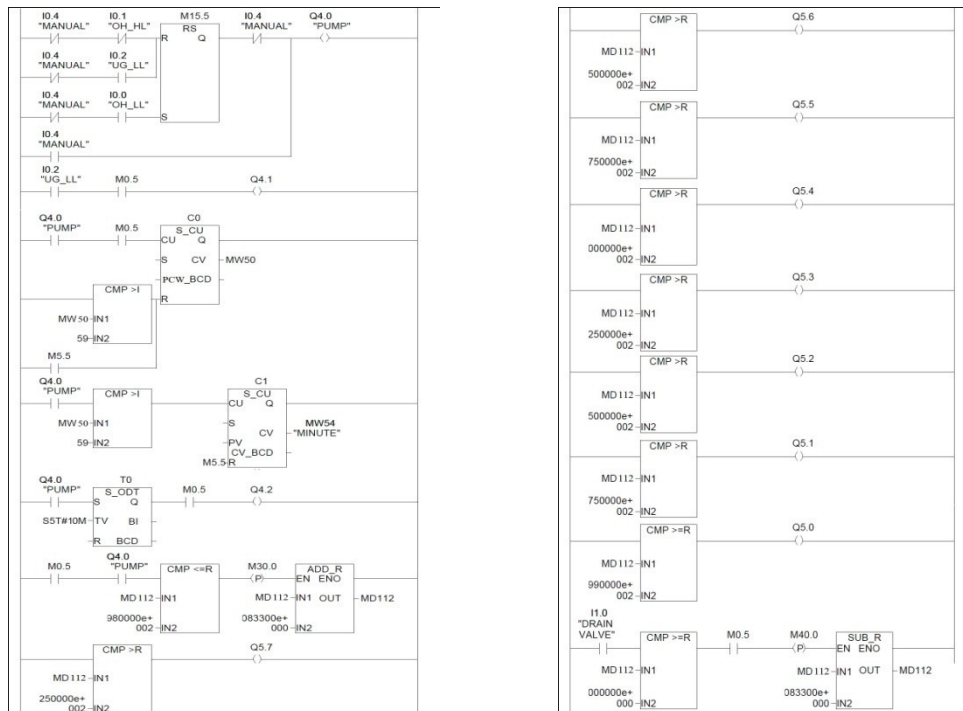 I0.4 I0.1 M15.5 I0.4 Q4.0
"MANUAL" "OH_HL" RS "MANUAL" "PUMP"
R Q
I0.4 I0.2
"MANUAL" "UG_LL"
I0.4 I0.0
"MANUAL" "OH_LL"
S
I0.4
"MANUAL"
I0.2
"UG_LL" M0.5 Q4.1
Q4.0 C0
"PUMP" M0.5 S_CU
CU Q
S CV MW50
PCW_BCD
CMP >I R
MW50 IN1
59 IN2
M5.5
Q4.0 C1
"PUMP" CMP >I S_CU
CU Q
MW50 IN1 S MW54
CV "MINUTE"
59 IN2 PV
CV_BCD
M5.5 R
Q4.0 T0
"PUMP" S_ODT M0.5 Q4.2
S Q
S5T#10M TV BI
R BCD
Q4.0
M0.5 "PUMP" CMP <=R M30.0 ADD_R
(P) EN ENO
MD112 IN1 MD112 IN1 OUT MD112
980000e+ 083300e+
002 IN2 000 IN2
CMP >R Q5.7
MD112 IN1
250000e+
002 IN2
CMP >R Q5.6
MD112 IN1
500000e+
002 IN2
CMP >R Q5.5
MD112 IN1
750000e+
002 IN2
CMP >R Q5.4
MD112 IN1
000000e+
002 IN2
CMP >R Q5.3
MD112 IN1
250000e+
002 IN2
CMP >R Q5.2
MD112 IN1
500000e+
002 IN2
CMP >R Q5.1
MD112 IN1
750000e+
002 IN2
CMP >=R Q5.0
MD112 IN1
990000e+
002 IN2
I1.0
"DRAIN
VALVE" CMP >=R M0.5 M40.0 SUB_R
(P) EN ENO
MD112 IN1 MD112 IN1 OUT MD112
000000e+ 083300e+
000 IN2 000 IN2